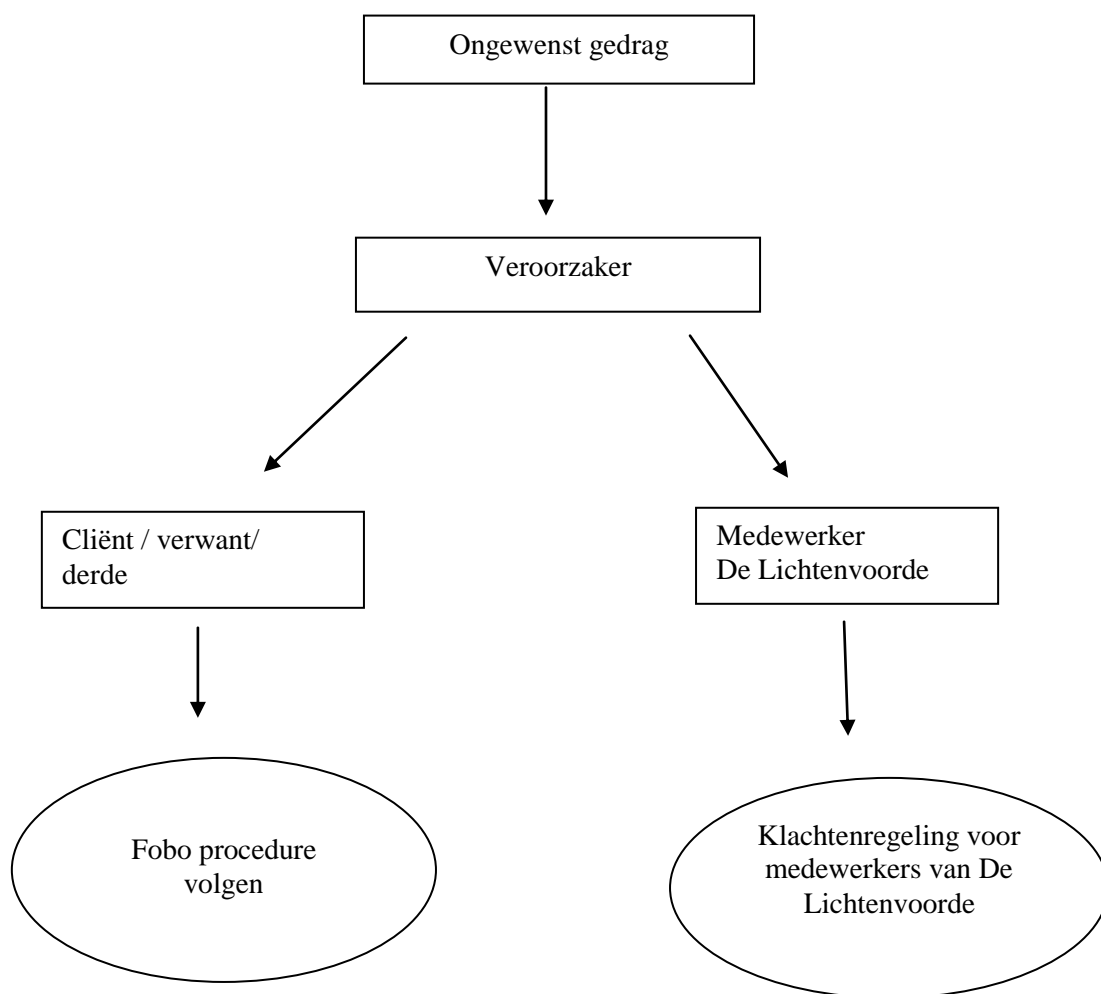 Ongewenst gedrag
Veroorzaker
Cliënt / verwant/
derde
Medewerker
De Lichtenvoorde
Fobo procedure
volgen
Klachtenregeling voor
medewerkers van De
Lichtenvoorde